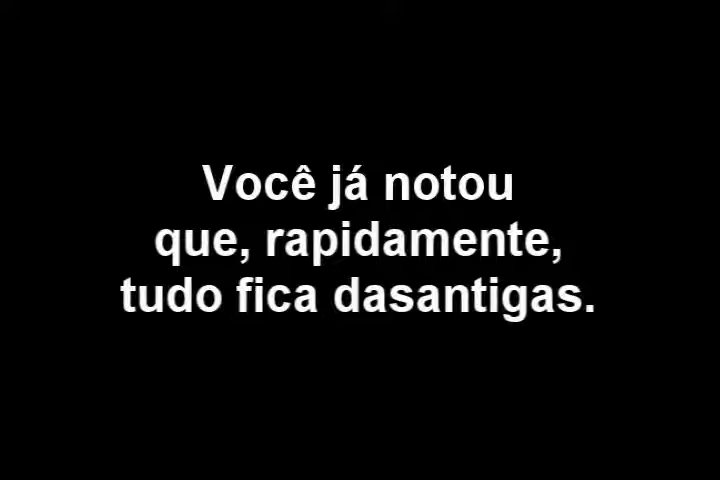 Você já notou
que, rapidamente,
tudo fica dasantigas.